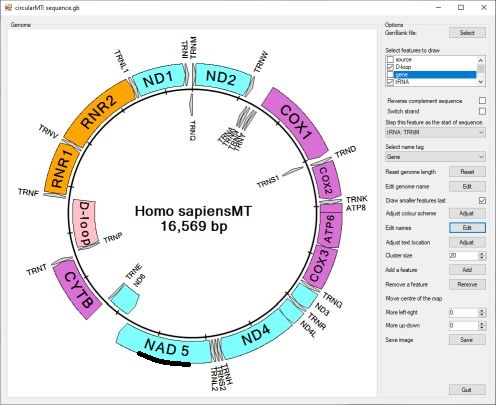 circularMT: sequence.gb
Genome
Options
GenBank file:
Select
Select features to draw
source
D-loop
gene
tRNA
Reverse complement sequence
Switch strand
Step this feature as the start of sequence
tRNA: TRNM
Select name tag
Gene
Reset genome length
Reset
Edit genome name
Edit
Draw smaller features last
Adjust colour scheme
Adjust
Edit names
Edit
Adjust text location
Adjust
Cluster size
20
Add a feature
Add
Remove a feature
Remove
Move centre of the map
More left-right
0
More up-down
0
Save image
Save
Quit
Homo sapiensMT
16,569 bp
TRNI
TRNM
ND2
TRNW
COX1
TRND
COX2
TRNK
ATP8
ATP6
COX3
TRNG
ND3
TRNR
ND4L
ND4
TRNH
TRNS2
TRNL2
NAD 5
CYTB
TRNT
D-loop
TRNF
RNR1
TRNV
RNR2
TRNL1
ND1
TRNQ
TRNS1
TRNE
ND6
TRNP